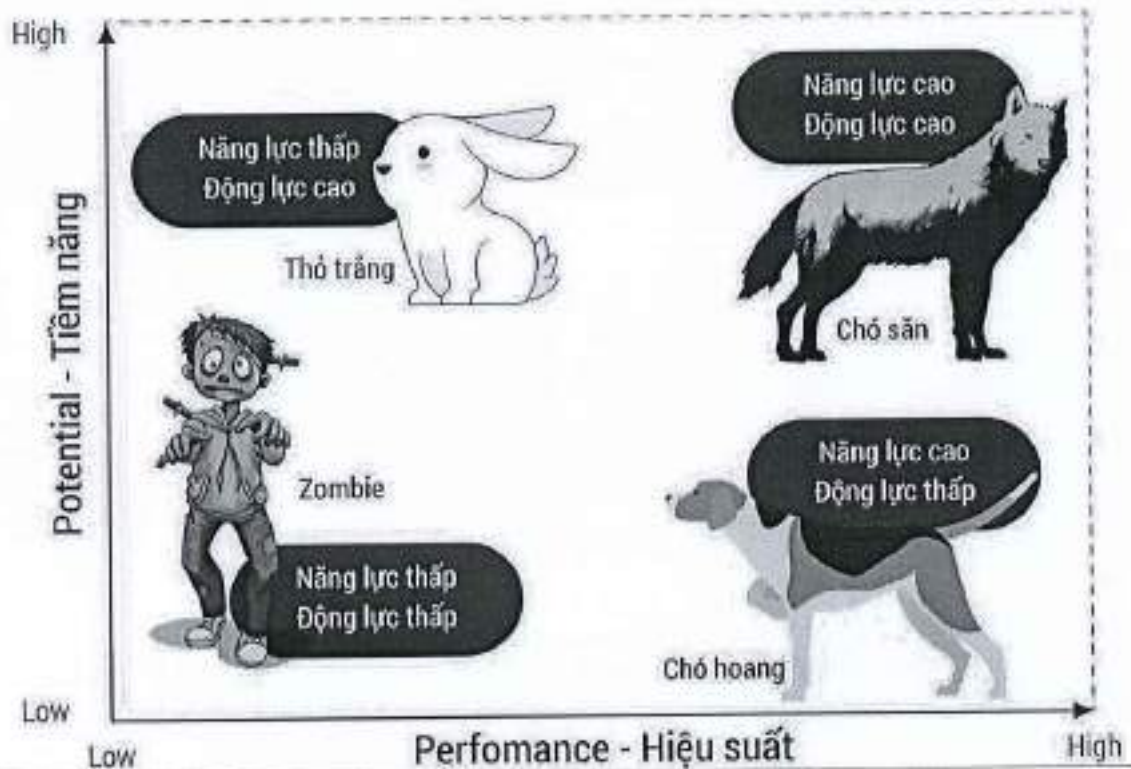 High
Năng lực cao
Động lực cao
Năng lực thấp
Động lực cao
Thỏ trắng
Chó săn
Potential - Tiềm năng
Zombie
Năng lực cao
Động lực thấp
Năng lực thấp
Động lực thấp
Chó hoang
Low
Low
Perfomance - Hiệu suất
High